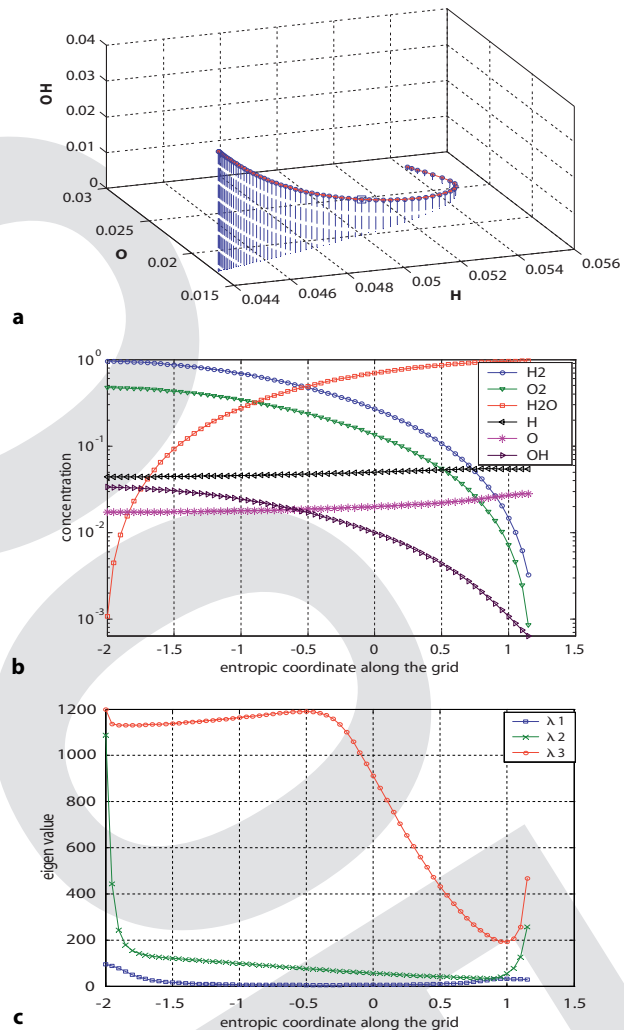 0.04
0.03
0.02
0.01
0
OH
0.03
0.025
0.02
0.015
O
0.044
0.046
0.048
0.05
0.052
0.054
0.056
H
a
10^0
10^-1
10^-2
10^-3
concentration
H2
O2
H2O
H
O
OH
-2 -1.5 -1 -0.5 0 0.5 1 1.5
entropic coordinate along the grid
b
1200
1000
800
600
400
200
0
eigen value
λ 1
λ 2
λ 3
-2 -1.5 -1 -0.5 0 0.5 1 1.5
entropic coordinate along the grid
c